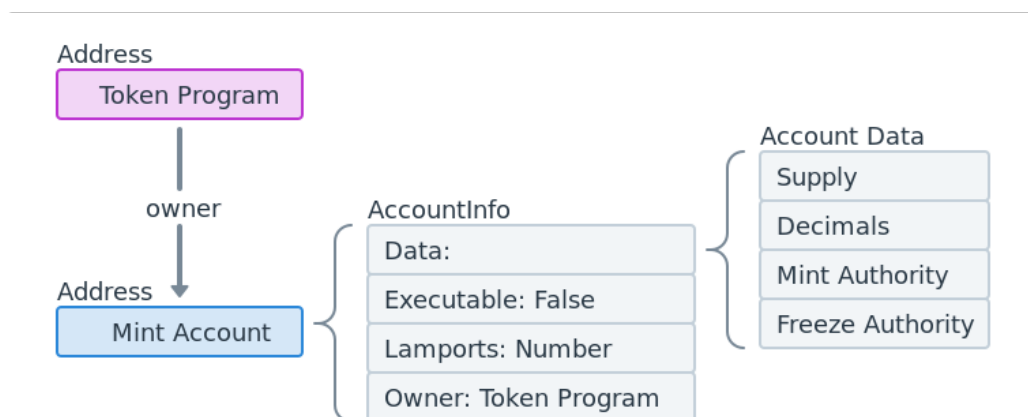 Address
Token Program
owner
Address
Mint Account
AccountInfo
Data:
Executable: False
Lamports: Number
Owner: Token Program
Account Data
Supply
Decimals
Mint Authority
Freeze Authority